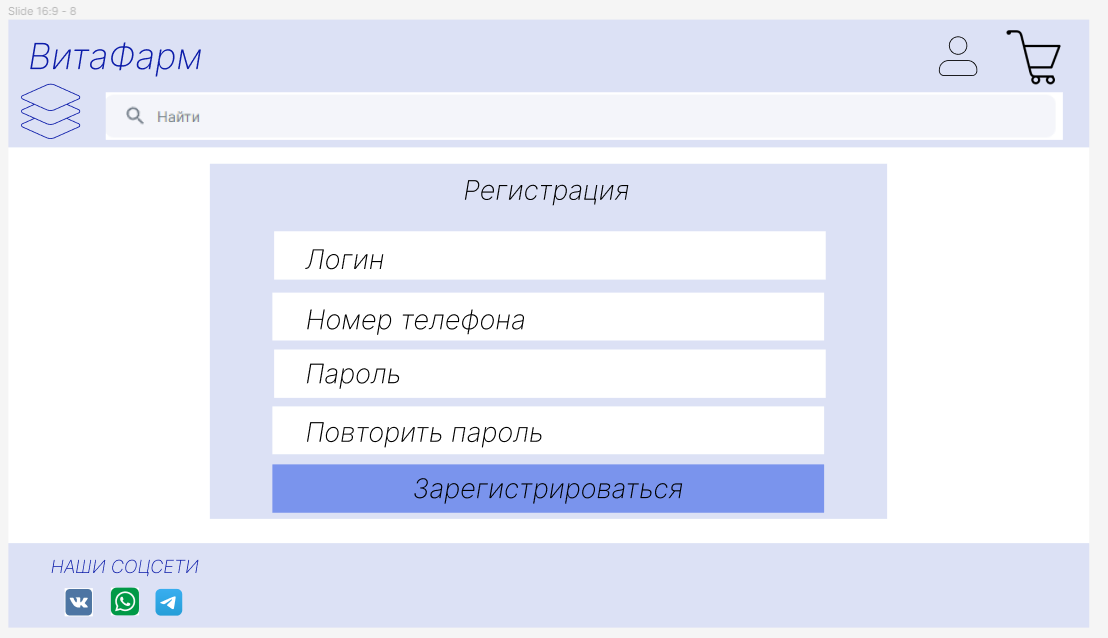 Slide 16:9 - 8
ВитаФарм
Найти
Регистрация
Логин
Номер телефона
Пароль
Повторить пароль
Зарегистрироваться
НАШИ СОЦСЕТИ